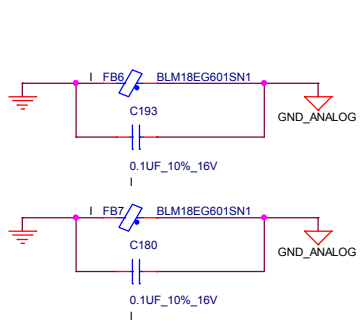 I FB6 BLM18EG601SN1
C193
GND_ANALOG
0.1UF_10%_16V
I
I FB7 BLM18EG601SN1
C180
GND_ANALOG
0.1UF_10%_16V
I